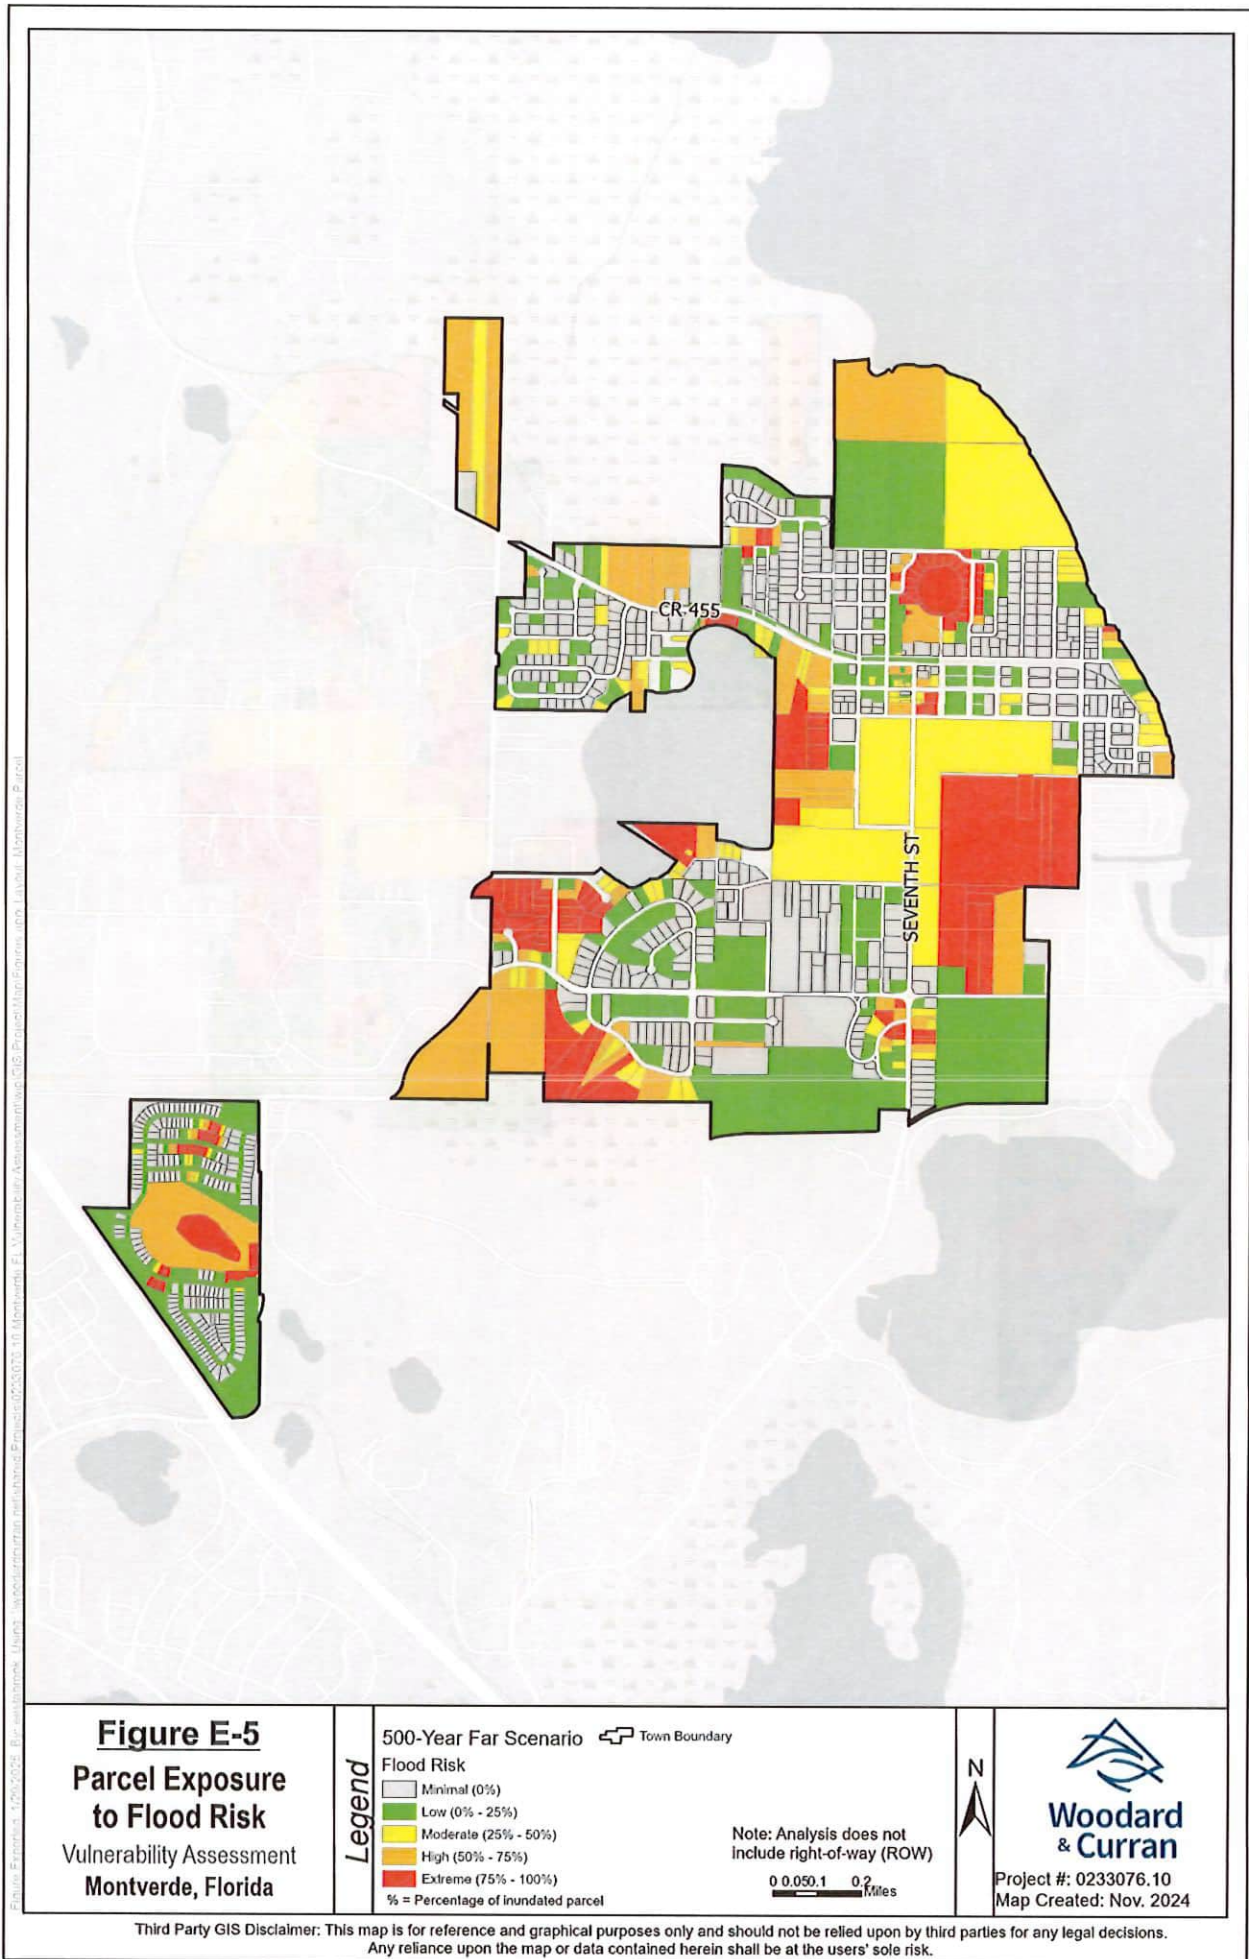 CR-455
SEVENTH ST
Figure E-5
Parcel Exposure
to Flood Risk
Vulnerability Assessment
Montverde, Florida
Legend
500-Year Far Scenario
Town Boundary
Flood Risk
Minimal (0%)
Low (0% - 25%)
Moderate (25% - 50%)
High (50% - 75%)
Extreme (75% - 100%)
% = Percentage of inundated parcel
Note: Analysis does not
include right-of-way (ROW)
0 0.050.1 0.2
Miles
N
Woodard
& Curran
Project #: 0233076.10
Map Created: Nov. 2024
Third Party GIS Disclaimer: This map is for reference and graphical purposes only and should not be relied upon by third parties for any legal decisions.
Any reliance upon the map or data contained herein shall be at the users' sole risk.